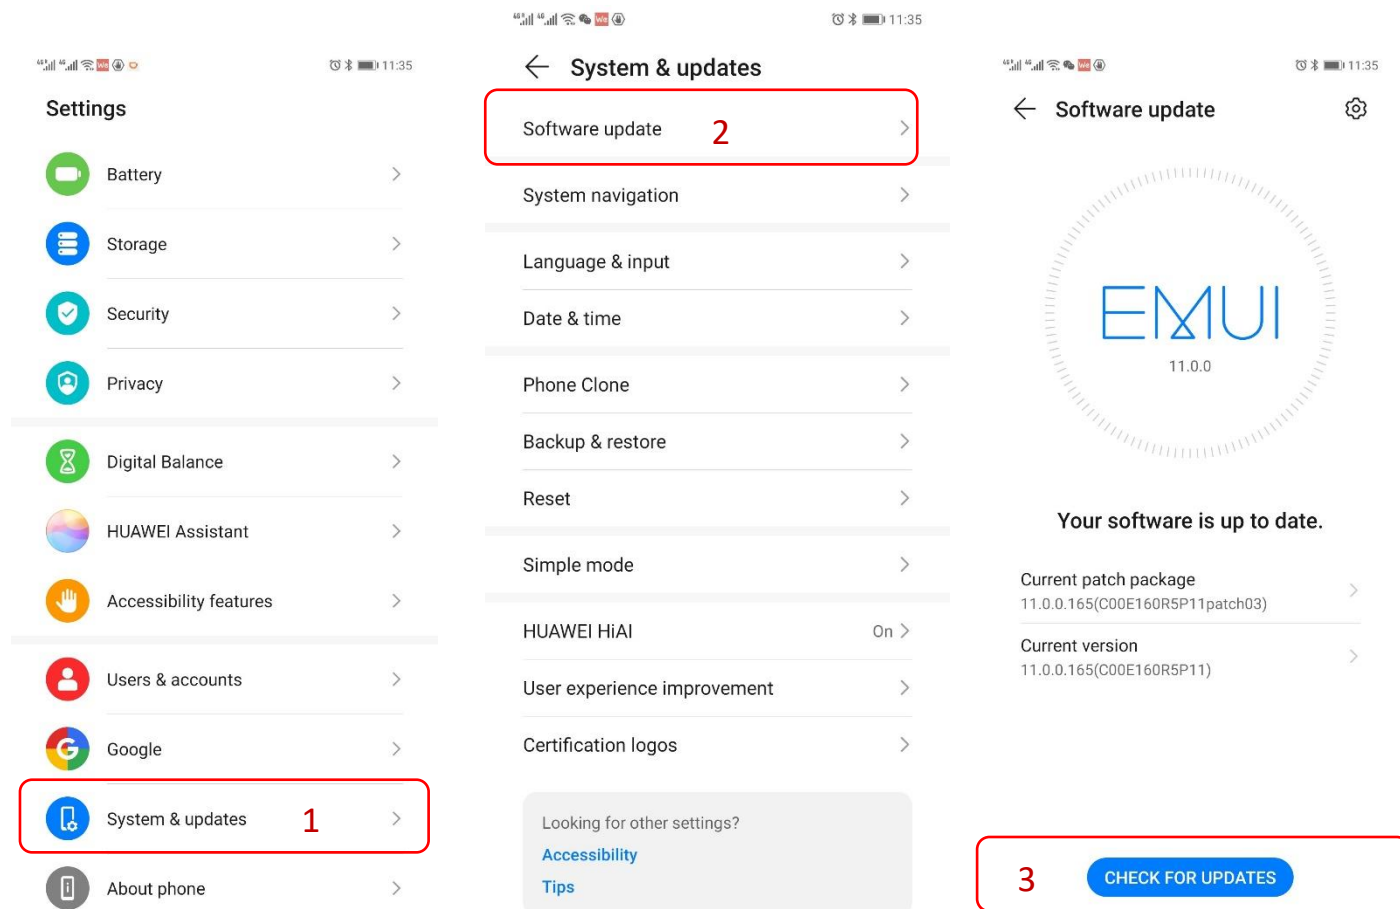 11:35
Settings
Battery
Storage
Security
Privacy
Digital Balance
HUAWEI Assistant
Accessibility features
Users & accounts
Google
System & updates 1
About phone
11:35
System & updates
Software update 2
System navigation
Language & input
Date & time
Phone Clone
Backup & restore
Reset
Simple mode
HUAWEI HiAI On
User experience improvement
Certification logos
Looking for other settings?
Accessibility
Tips
11:35
Software update
EMUI
11.0.0
Your software is up to date.
Current patch package
11.0.0.165(C00E160R5P11patch03)
Current version
11.0.0.165(C00E160R5P11)
3 CHECK FOR UPDATES